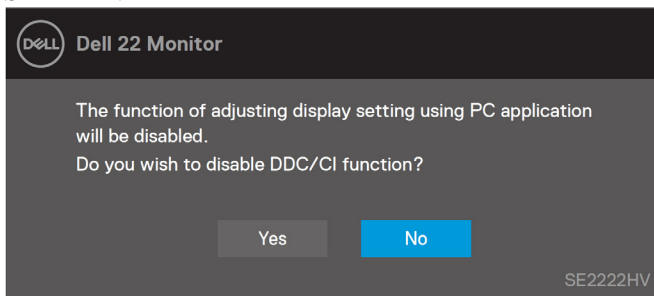 DELL
Dell 22 Monitor
The function of adjusting display setting using PC application
will be disabled.
Do you wish to disable DDC/CI function?
Yes No
SE2222HV